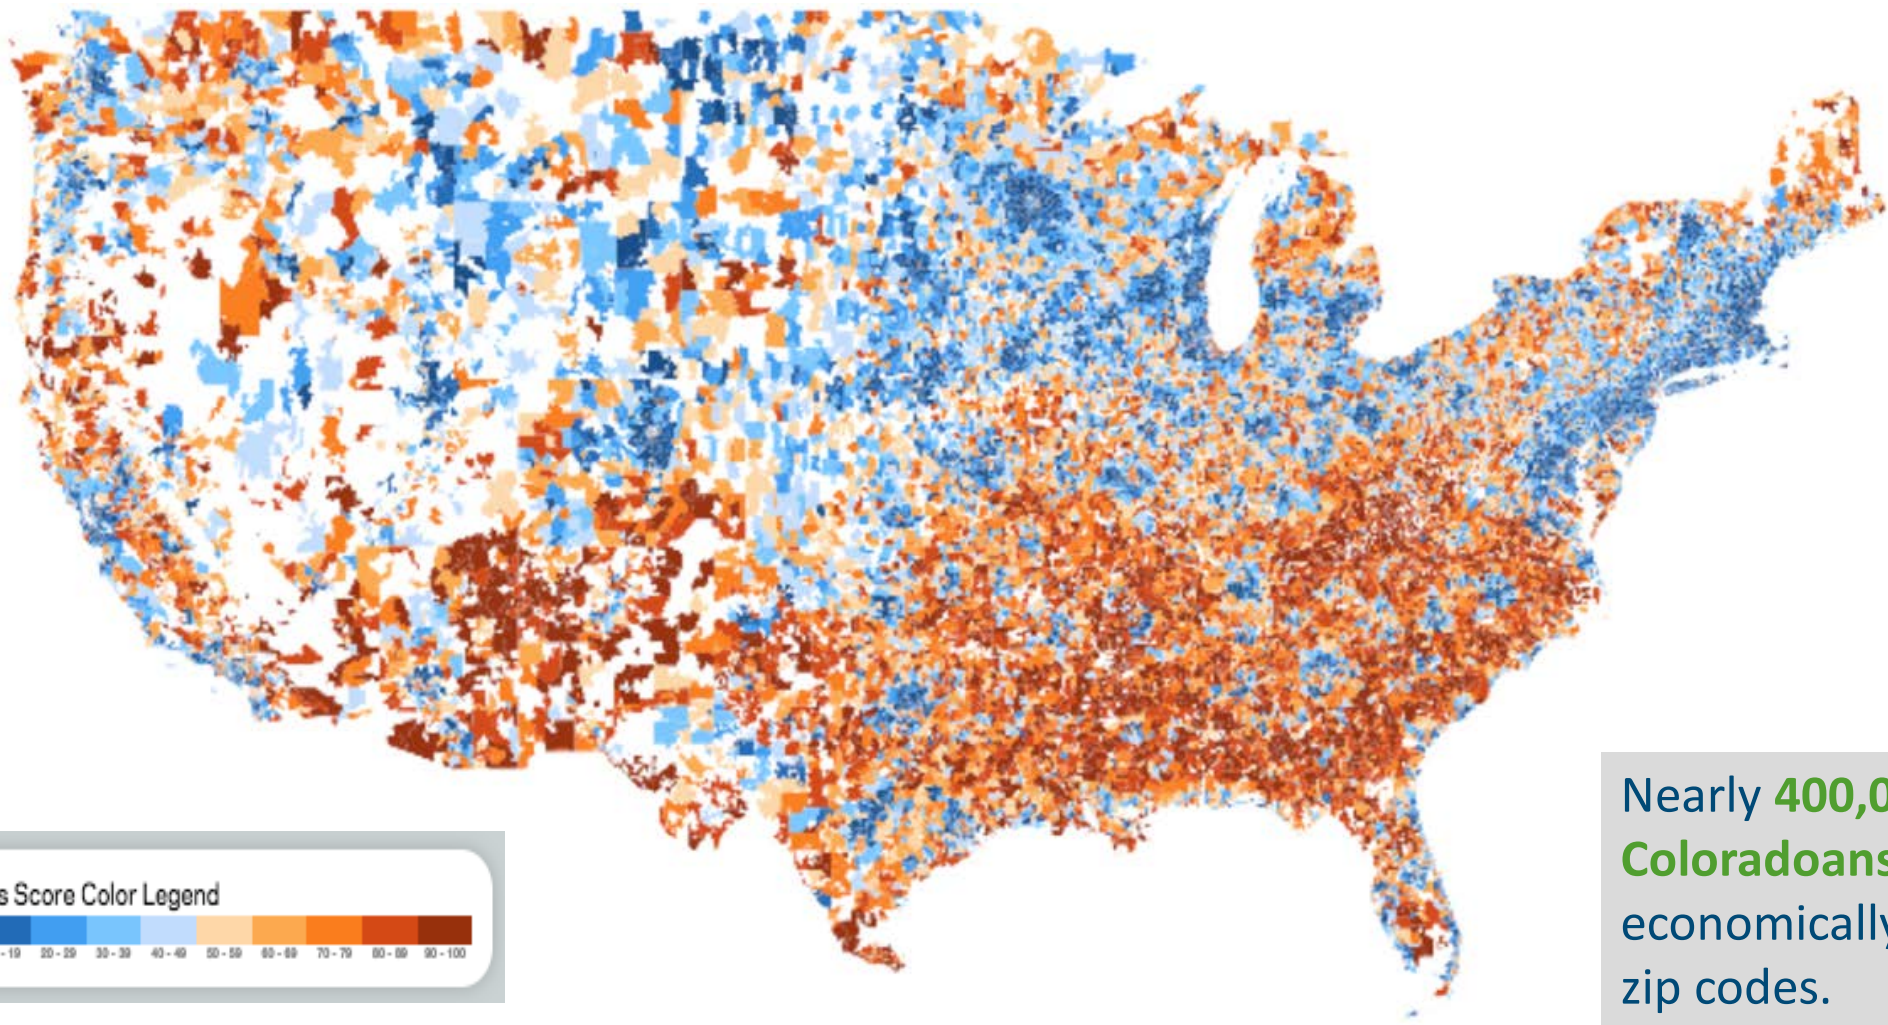 s Score Color Legend
- 19 20 - 29 30 - 39 40 - 49 50 - 59 60 - 69 70 - 79 80 - 89 90 - 100
Nearly 400,0
Coloradoans
economically
zip codes.